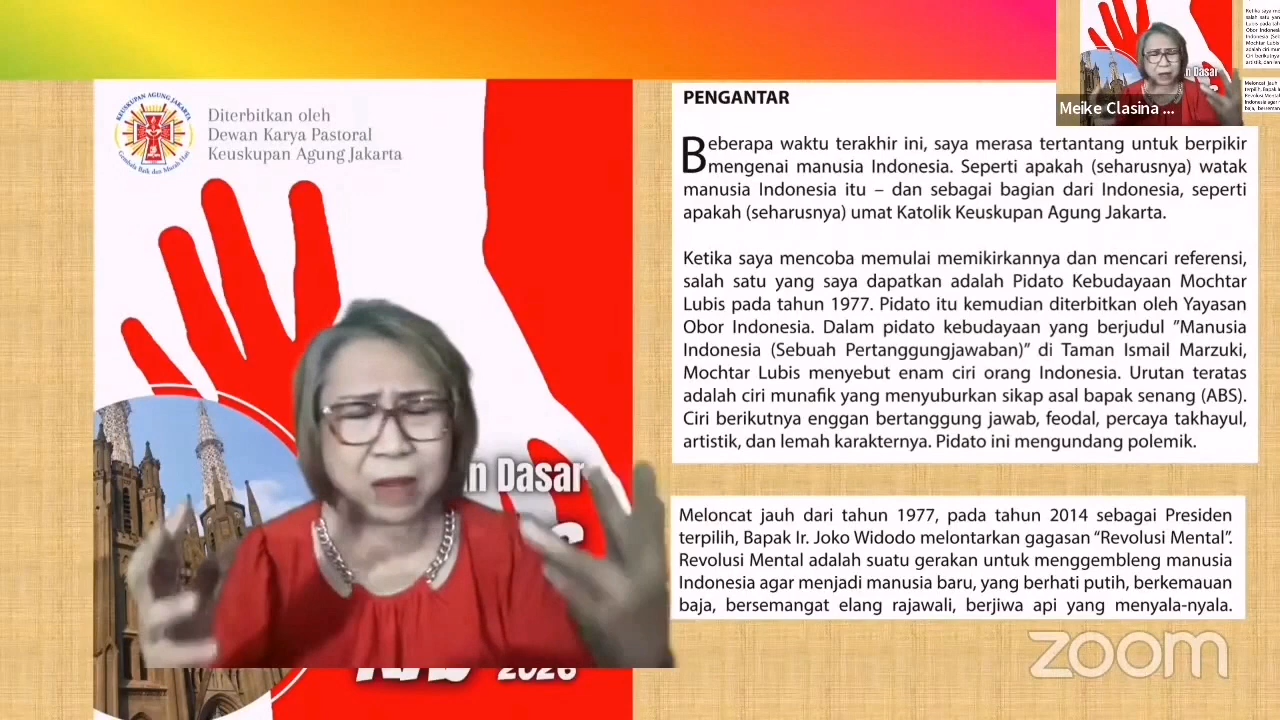 KEUSKUPAN AGUNG JAKARTA
Gembala Baik dan Murah Hati
Diterbitkan oleh
Dewan Karya Pastoral
Keuskupan Agung Jakarta
n Dasar
2026
PENGANTAR
Beberapa waktu terakhir ini, saya merasa tertantang untuk berpikir
mengenai manusia Indonesia. Seperti apakah (seharusnya) watak
manusia Indonesia itu – dan sebagai bagian dari Indonesia, seperti
apakah (seharusnya) umat Katolik Keuskupan Agung Jakarta.
Ketika saya mencoba memulai memikirkannya dan mencari referensi,
salah satu yang saya dapatkan adalah Pidato Kebudayaan Mochtar
Lubis pada tahun 1977. Pidato itu kemudian diterbitkan oleh Yayasan
Obor Indonesia. Dalam pidato kebudayaan yang berjudul ”Manusia
Indonesia (Sebuah Pertanggungjawaban)” di Taman Ismail Marzuki,
Mochtar Lubis menyebut enam ciri orang Indonesia. Urutan teratas
adalah ciri munafik yang menyuburkan sikap asal bapak senang (ABS).
Ciri berikutnya enggan bertanggung jawab, feodal, percaya takhayul,
artistik, dan lemah karakternya. Pidato ini mengundang polemik.
Meloncat jauh dari tahun 1977, pada tahun 2014 sebagai Presiden
terpilih, Bapak Ir. Joko Widodo melontarkan gagasan “Revolusi Mental”.
Revolusi Mental adalah suatu gerakan untuk menggembleng manusia
Indonesia agar menjadi manusia baru, yang berhati putih, berkemauan
baja, bersemangat elang rajawali, berjiwa api yang menyala-nyala.
Meike Clasina ...
n Dasar
zoom